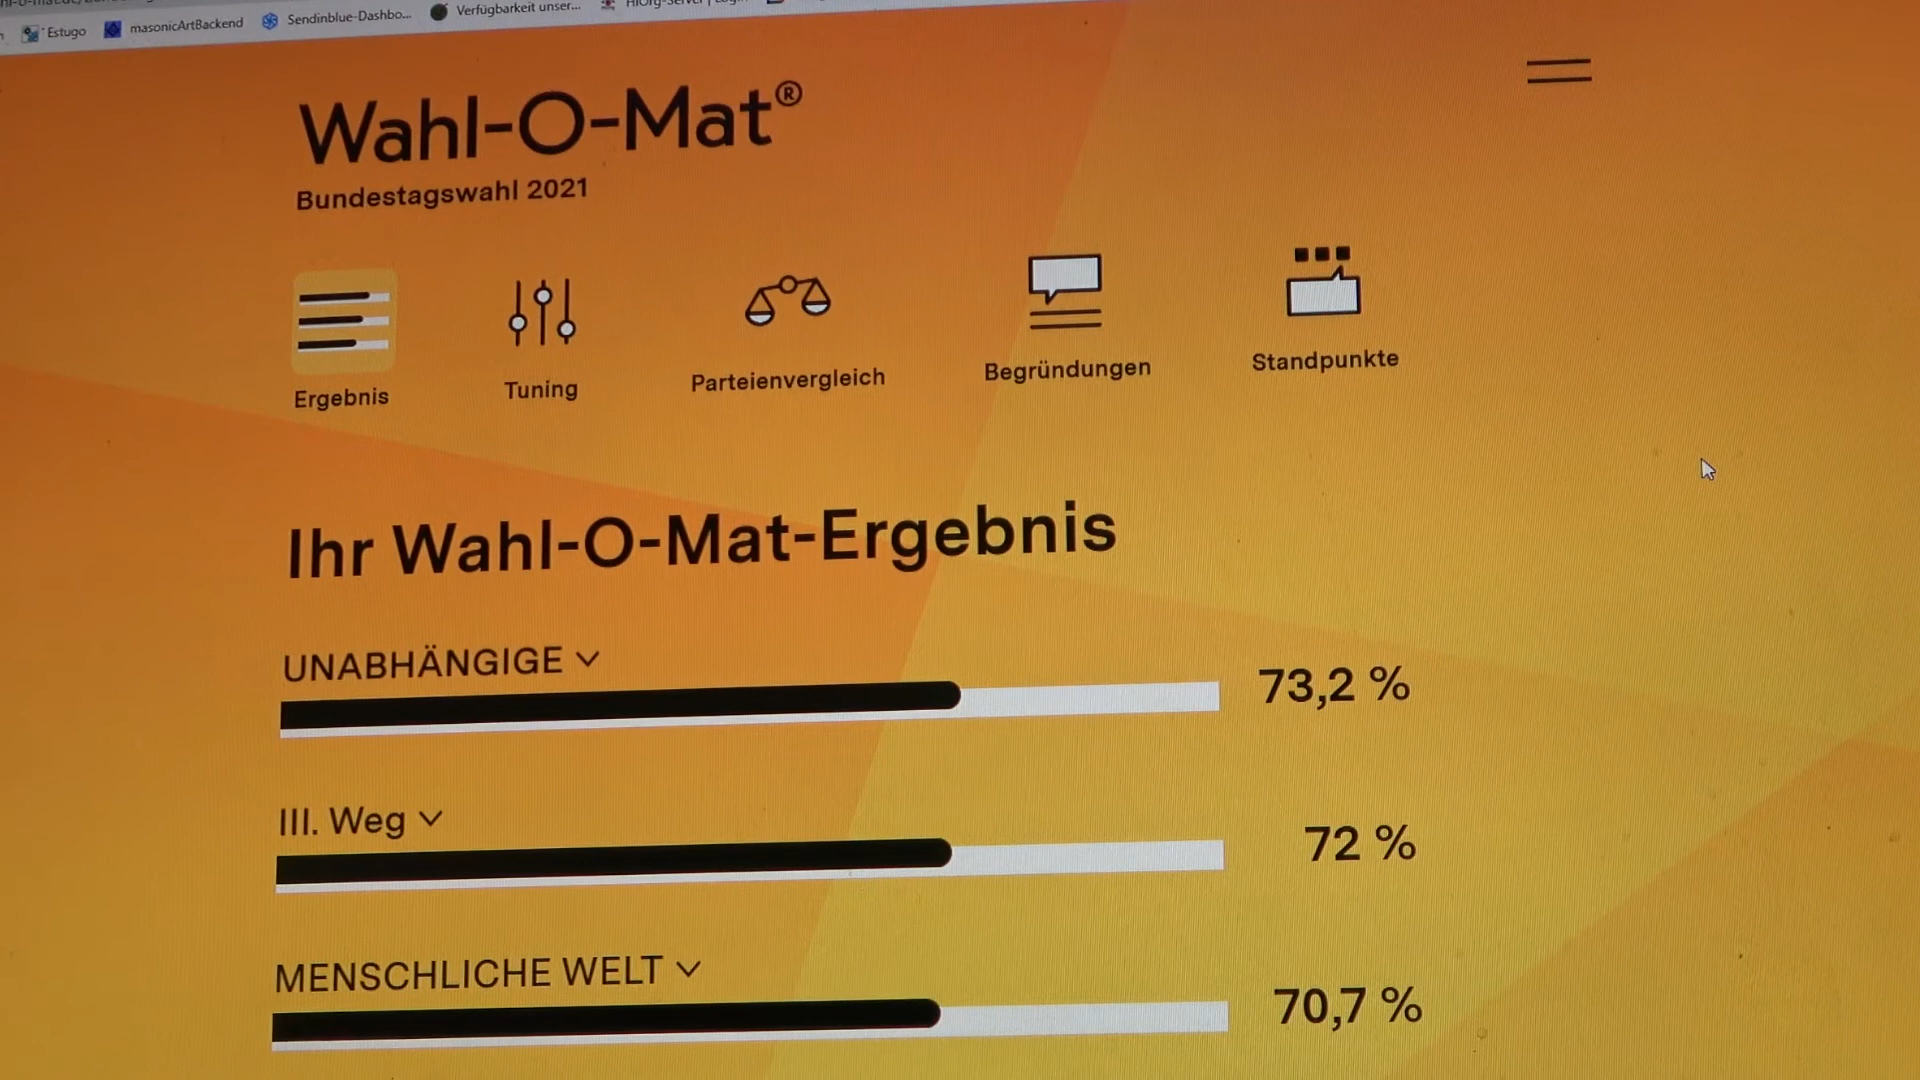 Estugo
masonicArtBackend
Sendinblue-Dashbo...
Verfügbarkeit unser...
Wahl-O-Mat®
Bundestagswahl 2021
Ergebnis
Tuning
Parteienvergleich
Begründungen
Standpunkte
Ihr Wahl-O-Mat-Ergebnis
UNABHÄNGIGE
73,2 %
III. Weg
72 %
MENSCHLICHE WELT
70,7 %